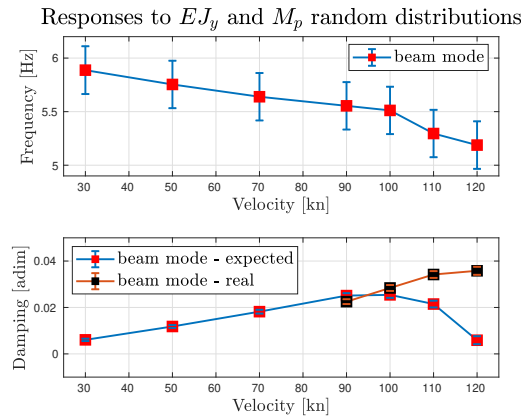 Responses to EJ_y and M_p random distributions
6
5.5
5
Frequency [Hz]
beam mode
30 40 50 60 70 80 90 100 110 120
Velocity [kn]
0.04
0.02
0
Damping [adim]
beam mode - expected
beam mode - real
30 40 50 60 70 80 90 100 110 120
Velocity [kn]